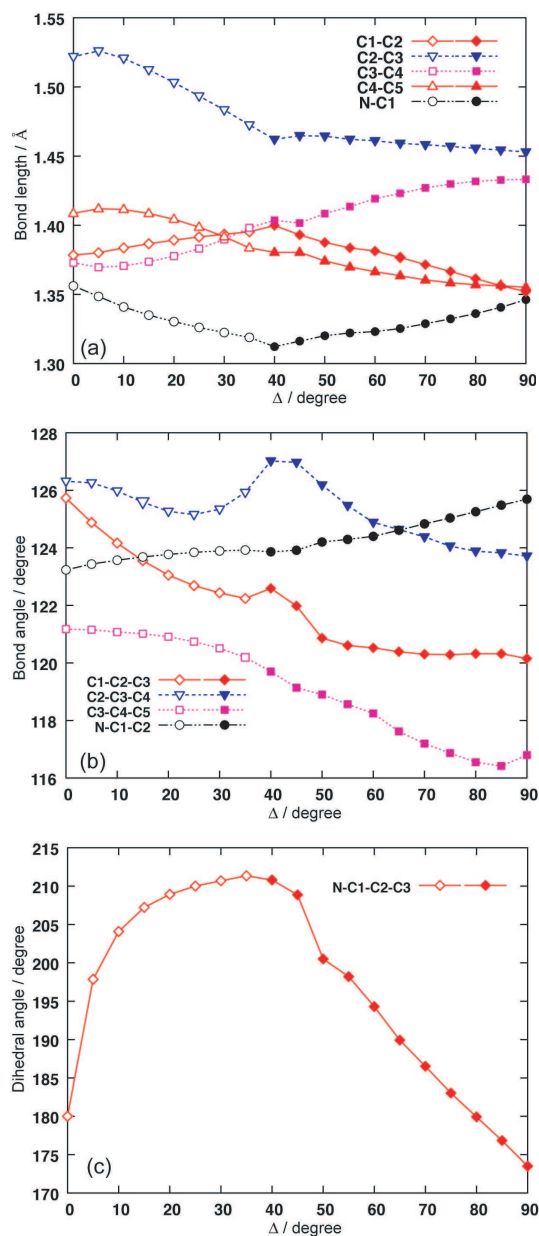 1.55
1.50
1.45
1.40
1.35
1.30
Bond length / Å
C1-C2
C2-C3
C3-C4
C4-C5
N-C1
(a)
0 10 20 30 40 50 60 70 80 90
Δ / degree
128
126
124
122
120
118
116
Bond angle / degree
C1-C2-C3
C2-C3-C4
C3-C4-C5
N-C1-C2
(b)
0 10 20 30 40 50 60 70 80 90
Δ / degree
215
210
205
200
195
190
185
180
175
170
Dihedral angle / degree
N-C1-C2-C3
(c)
0 10 20 30 40 50 60 70 80 90
Δ / degree